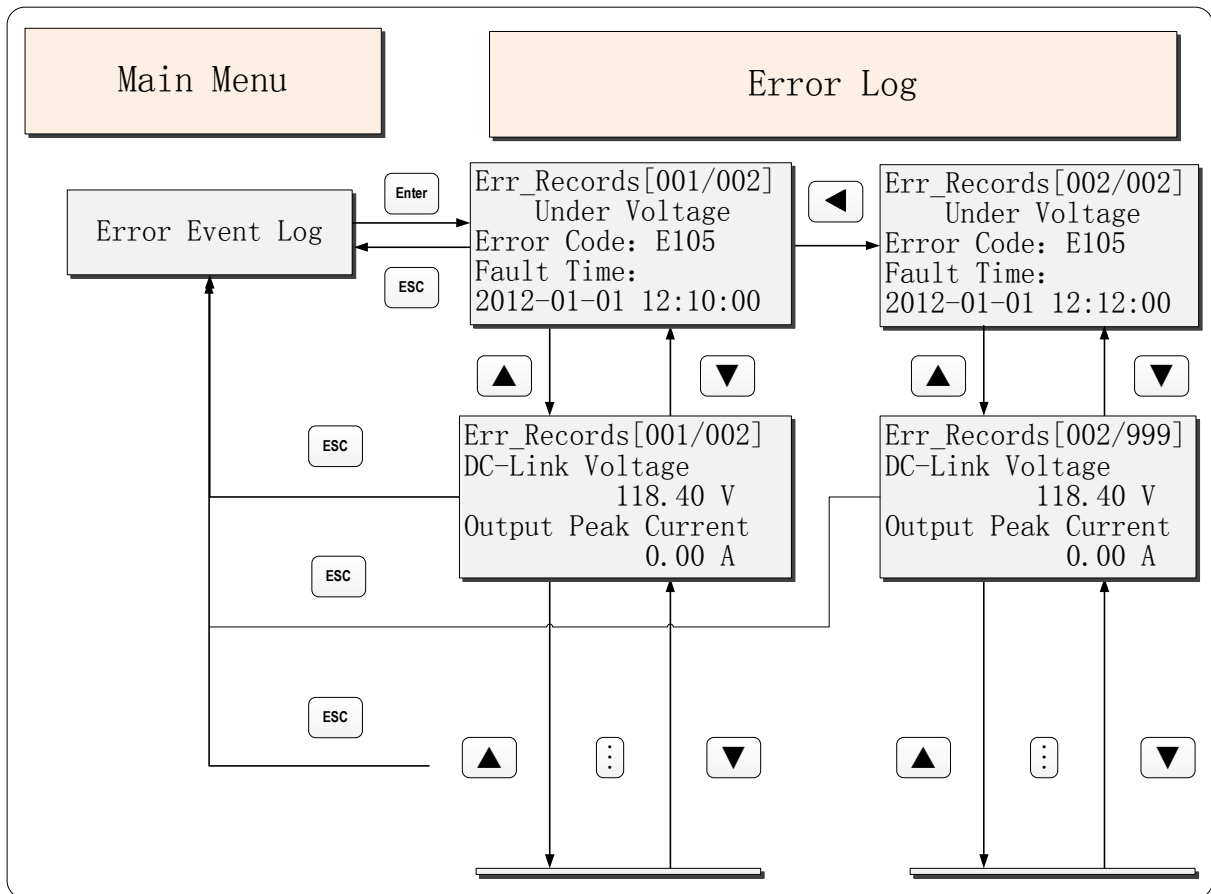 Main Menu
Error Log
Error Event Log
Enter
ESC
Err_Records[001/002]
Under Voltage
Error Code: E105
Fault Time:
2012-01-01 12:10:00
Err_Records[002/002]
Under Voltage
Error Code: E105
Fault Time:
2012-01-01 12:12:00
ESC
Err_Records[001/002]
DC-Link Voltage
118.40 V
Output Peak Current
0.00 A
Err_Records[002/999]
DC-Link Voltage
118.40 V
Output Peak Current
0.00 A
ESC
ESC